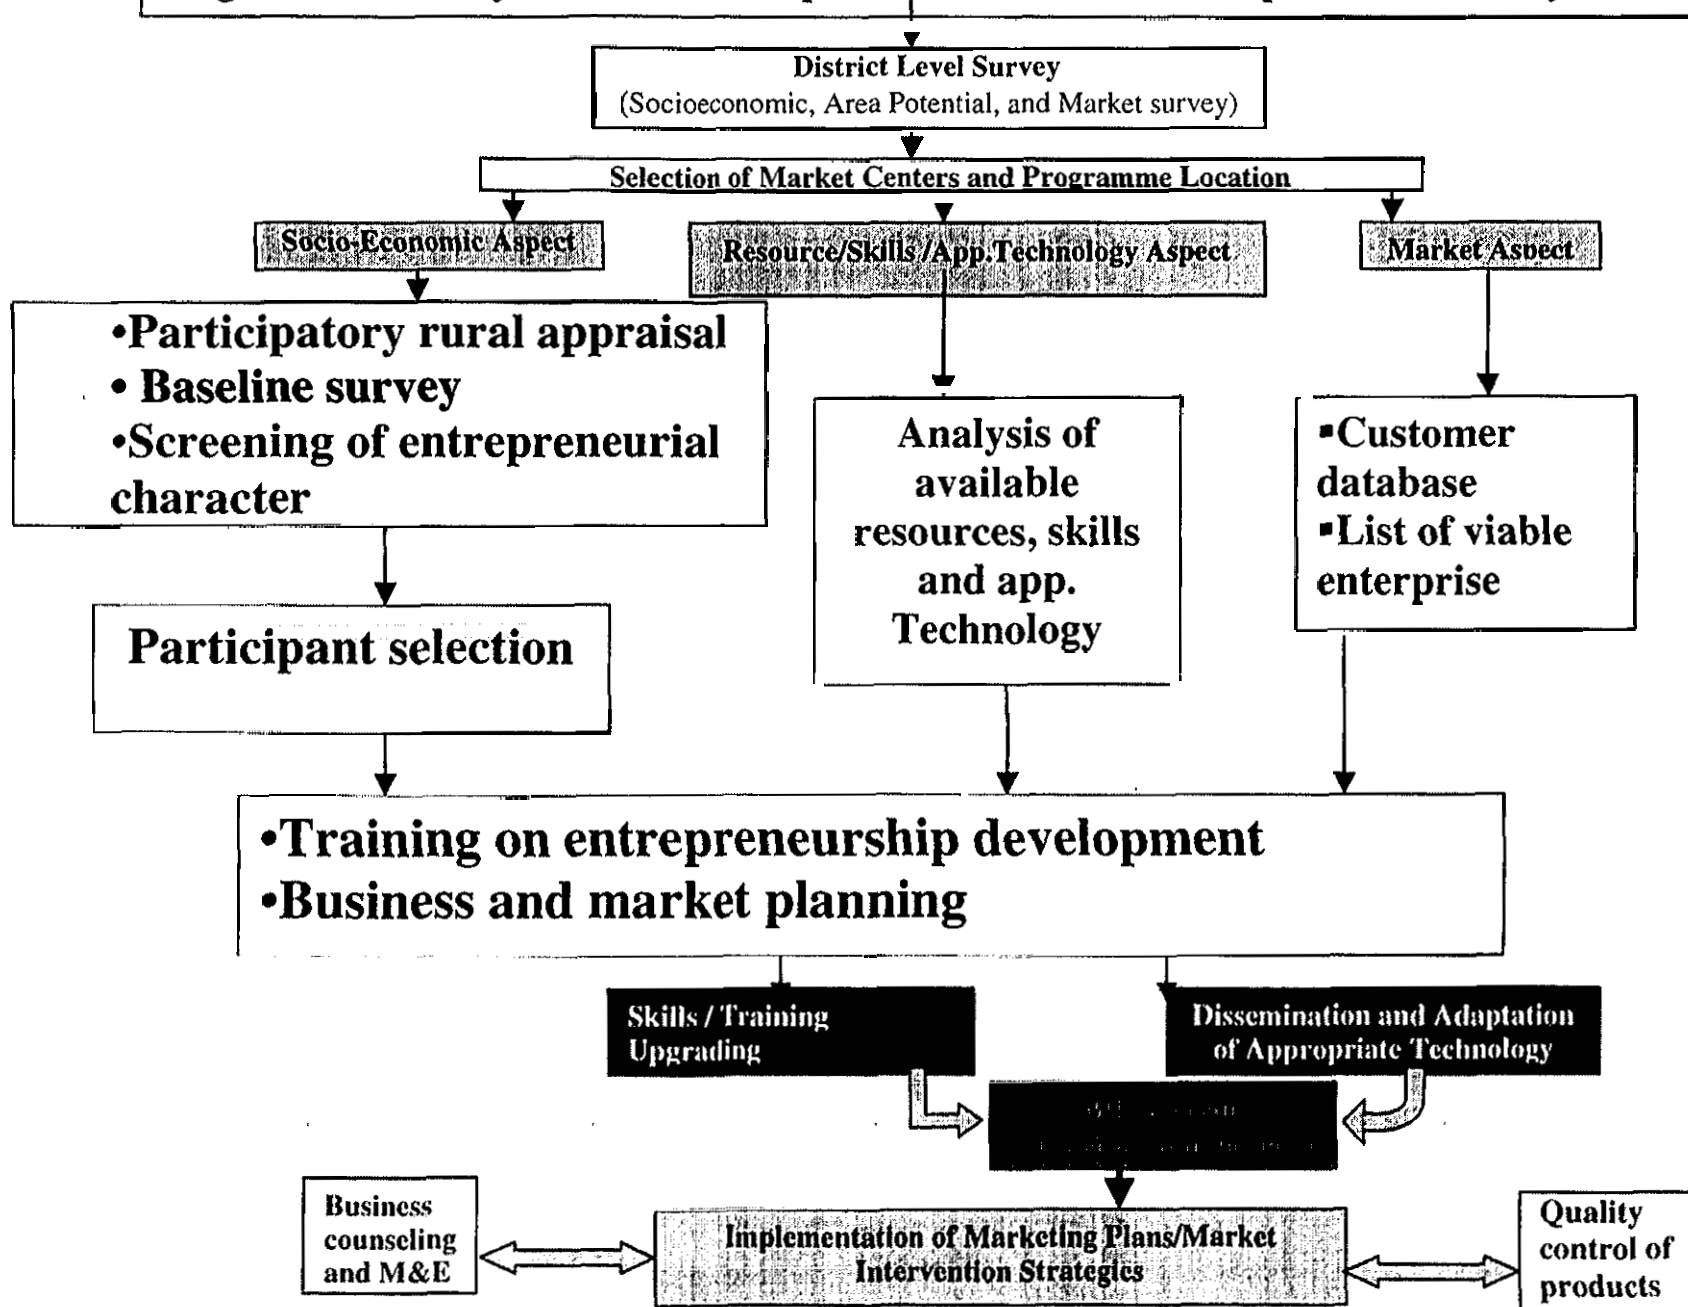 District Level Survey
(Socioeconomic, Area Potential, and Market survey)
Selection of Market Centers and Programme Location
Socio-Economic Aspect
Resource/Skills /App.Technology Aspect
Market Aspect
•Participatory rural appraisal
• Baseline survey
•Screening of entrepreneurial
character
Analysis of
available
resources, skills
and app.
Technology
▪Customer
database
▪List of viable
enterprise
Participant selection
•Training on entrepreneurship development
•Business and market planning
Skills / Training
Upgrading
Dissemination and Adaptation
of Appropriate Technology
Business
counseling
and M&E
Implementation of Marketing Plans/Market
Intervention Strategies
Quality
control of
products